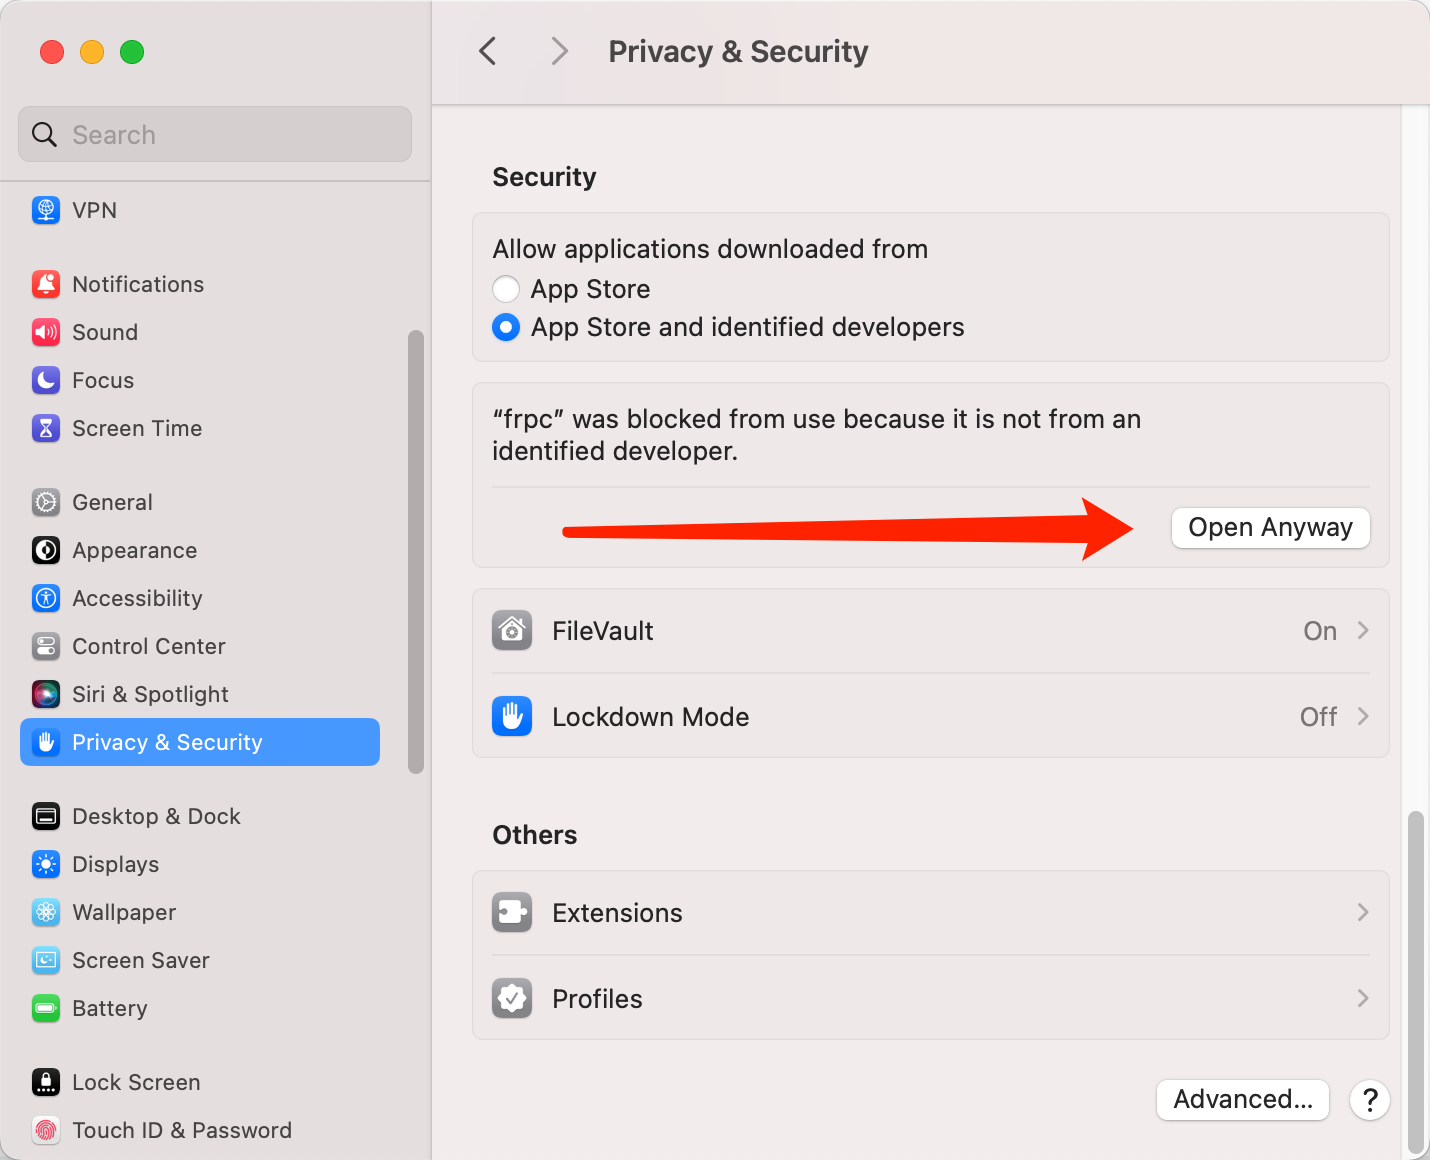 Search
VPN
Notifications
Sound
Focus
Screen Time
General
Appearance
Accessibility
Control Center
Siri & Spotlight
Privacy & Security
Desktop & Dock
Displays
Wallpaper
Screen Saver
Battery
Lock Screen
Touch ID & Password
Privacy & Security
Security
Allow applications downloaded from
App Store
App Store and identified developers
“frpc” was blocked from use because it is not from an
identified developer.
Open Anyway
FileVault On
Lockdown Mode Off
Others
Extensions
Profiles
Advanced... ?